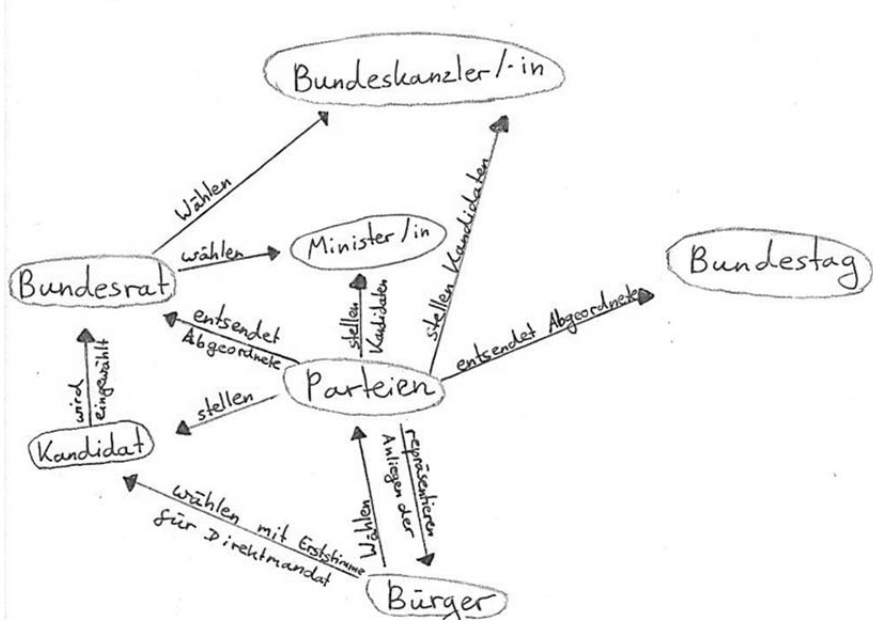 Bundeskanzler/-in
Wählen
stellen Kandidaten
wählen
Minister/in
Bundestag
Bundesrat
entsendet
Abgeordnete
stellen
Kandidaten
entsendet Abgeordnete
Parteien
wird
eingewählt
stellen
Kandidat
repräsentieren
Anliegen der
Wählen
wählen mit Erststimme
für Direktmandat
Bürger